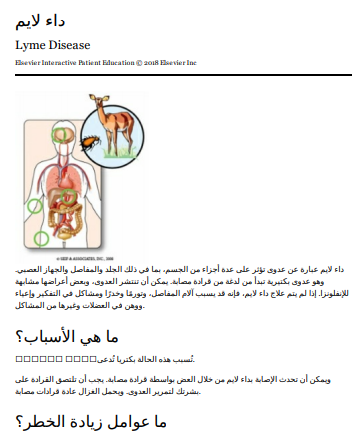 داء لايم
Lyme Disease
Elsevier Interactive Patient Education © 2018 Elsevier Inc
داء لايم عبارة عن عدوى تؤثر على عدة أجزاء من الجسم، بما في ذلك الجلد والمفاصل والجهاز العصبي.
وهو عدوى بكتيرية تبدأ من لدغة من قرادة مصابة. يمكن أن تنتشر العدوى، وبعض أعراضها مشابهة
للإنفلونزا. إذا لم يتم علاج داء لايم، فإنه قد يسبب آلام المفاصل، وتورمًا وخدرًا ومشاكل في التفكير وإعياء
ووهن في العضلات وغيرها من المشاكل.
ما هي الأسباب؟
تُسبب هذه الحالة بكتريا تُدعى.
ويمكن أن تحدث الإصابة بداء لايم من خلال العض بواسطة قرادة مصابة. يجب أن تلتصق القرادة على
بشرتك لتمرير العدوى. ويحمل الغزال عادة قرادات مصابة.
ما عوامل زيادة الخطر؟